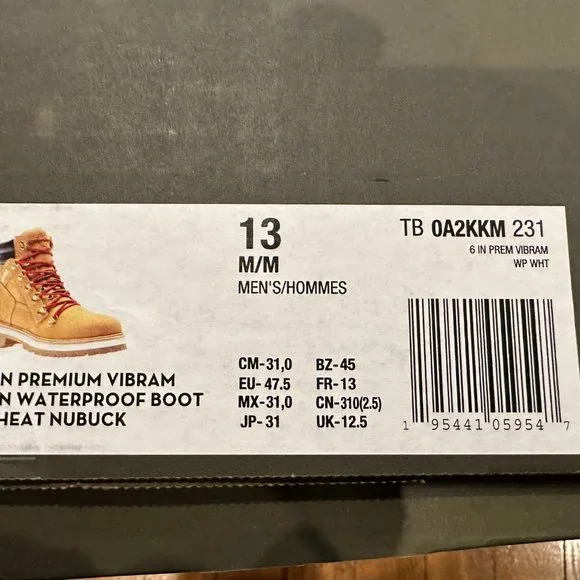 13
M/M
MEN'S/HOMMES
TB 0A2KKM 231
6 IN PREM VIBRAM
WP WHT
N PREMIUM VIBRAM
N WATERPROOF BOOT
HEAT NUBUCK
CM-31,0 BZ-45
EU- 47.5 FR-13
MX-31,0 CN-310(2.5)
JP-31 UK-12.5
1 95441 05954 7